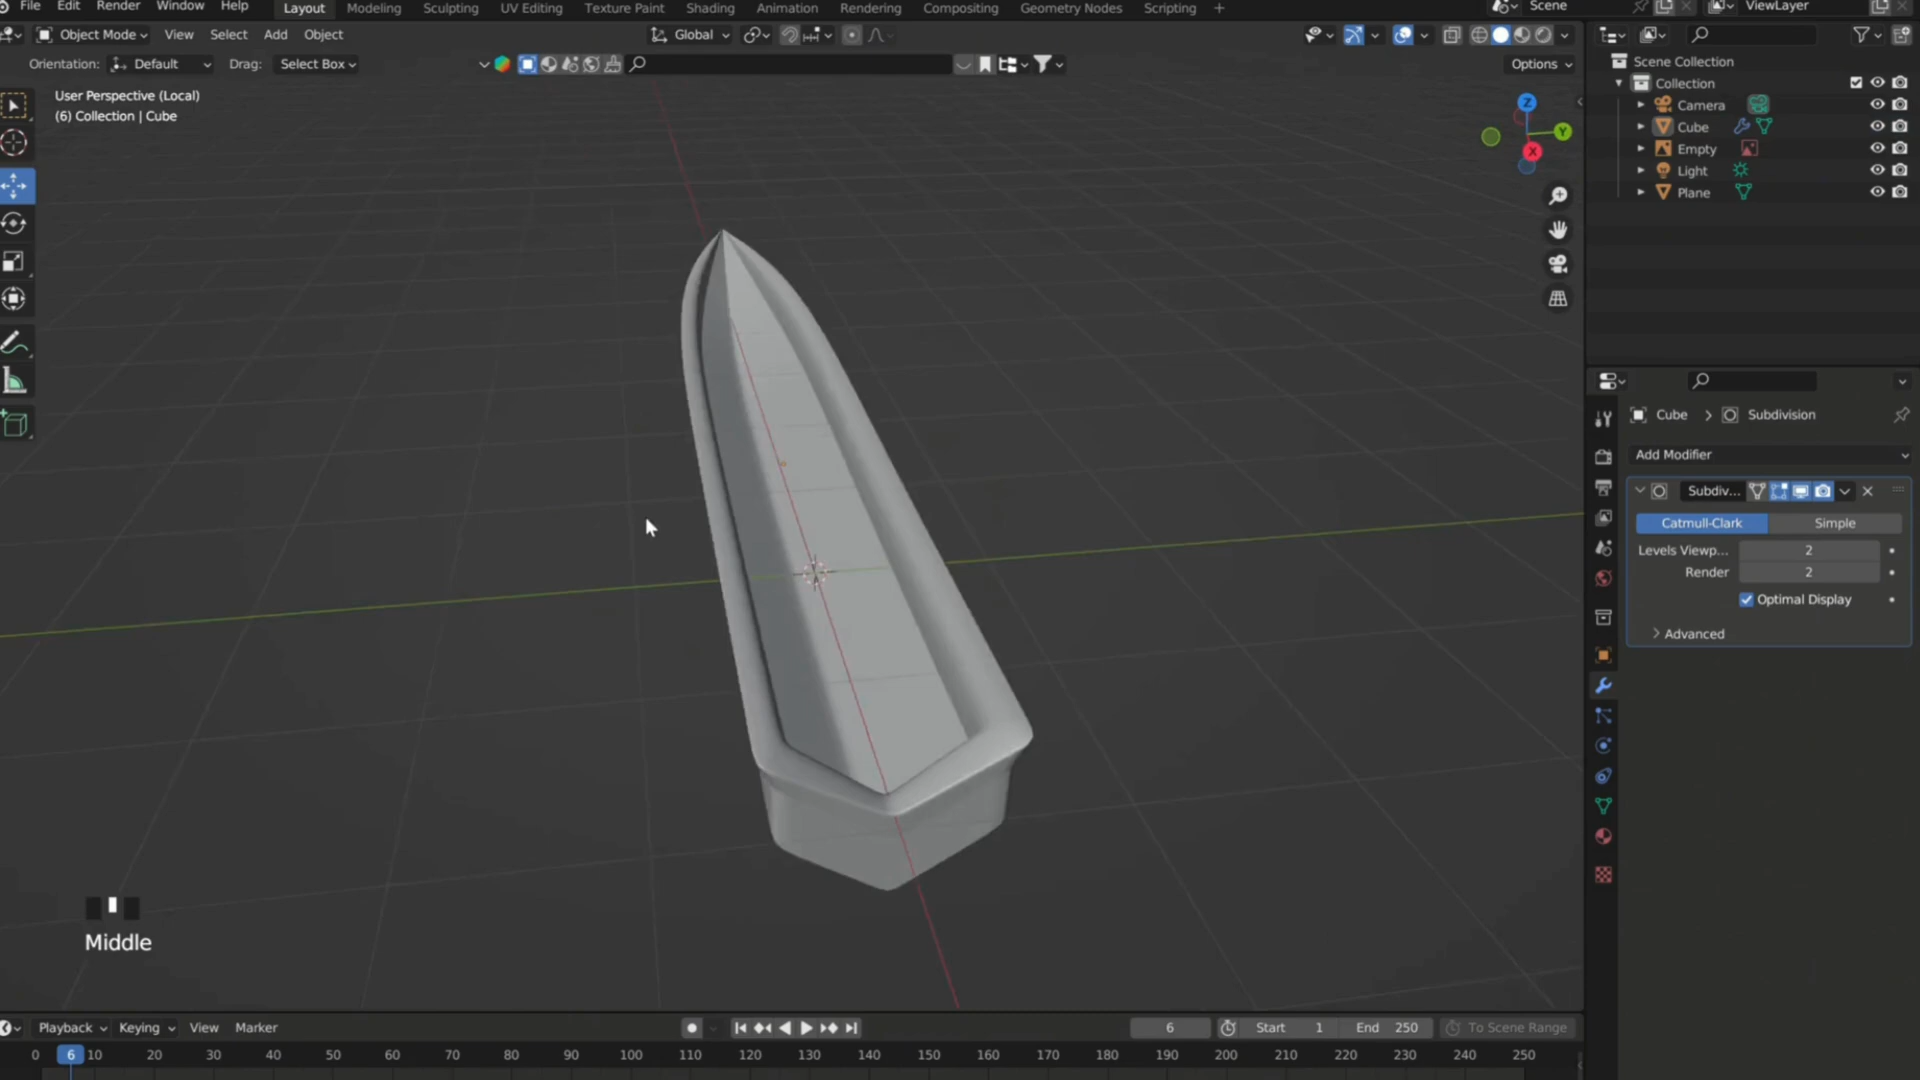 File Edit Render Window Help Layout Modeling Sculpting UV Editing Texture Paint Shading Animation Rendering Compositing Geometry Nodes Scripting + Scene ViewLayer
Object Mode View Select Add Object Global
Orientation: Default Drag: Select Box Options
User Perspective (Local)
(6) Collection | Cube
Z
Y
X
Scene Collection
Collection
Camera
Cube
Empty
Light
Plane
Cube > Subdivision
Add Modifier
Subdiv...
Catmull-Clark Simple
Levels Viewp... 2
Render 2
Optimal Display
Advanced
Middle
Playback Keying View Marker 6 Start 1 End 250 To Scene Range
0 6 10 20 30 40 50 60 70 80 90 100 110 120 130 140 150 160 170 180 190 200 210 220 230 240 250